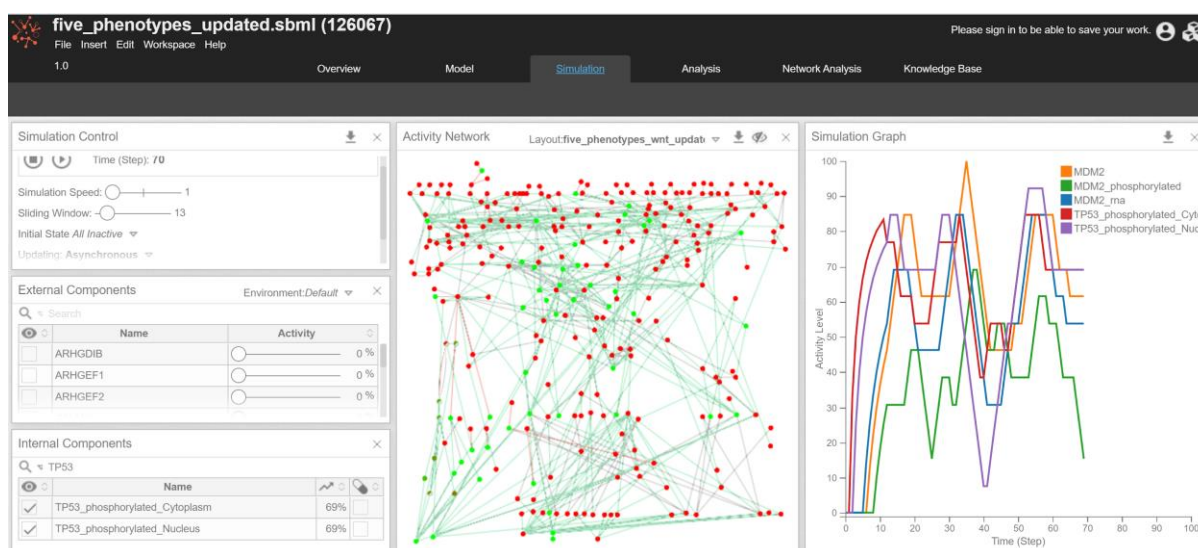 five_phenotypes_updated.sbml (126067)
Please sign in to be able to save your work.
File Insert Edit Workspace Help
1.0
Overview Model Simulation Analysis Network Analysis Knowledge Base
Simulation Control
Time (Step): 70
Simulation Speed: 1
Sliding Window: 13
Initial State All Inactive
Updating: Asynchronous
External Components Environment:Default
Search
Name Activity
ARHGDIB 0 %
ARHGEF1 0 %
ARHGEF2 0 %
Internal Components
TP53
Name
TP53_phosphorylated_Cytoplasm 69%
TP53_phosphorylated_Nucleus 69%
Activity Network Layout:five_phenotypes_wnt_updat
Simulation Graph
MDM2
MDM2_phosphorylated
MDM2_rna
TP53_phosphorylated_Cyt
TP53_phosphorylated_Nuc
Activity Level
100
90
80
70
60
50
40
30
20
10
0
0 10 20 30 40 50 60 70 80 90 100
Time (Step)